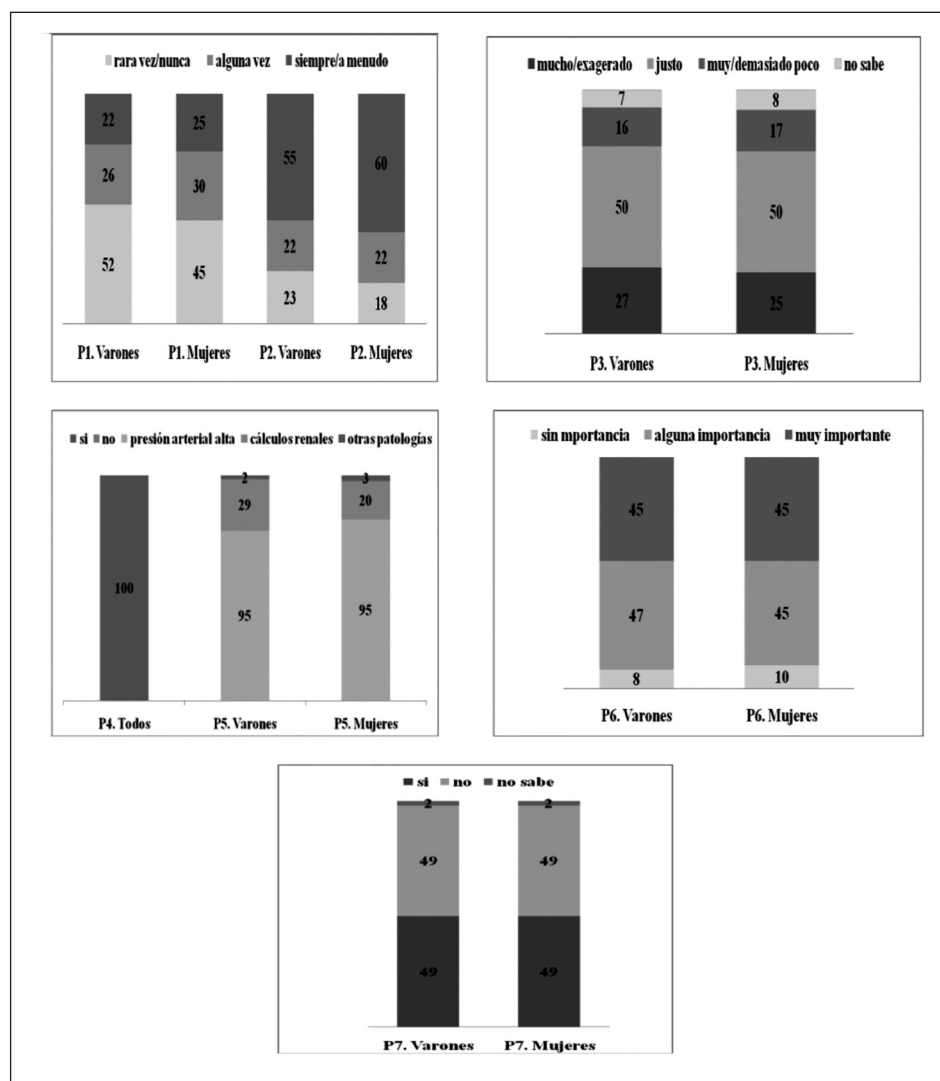 rara vez/nunca alguna vez siempre/a menudo
22 25 55 60
26 30 22 22
52 45 23 18
P1. Varones P1. Mujeres P2. Varones P2. Mujeres
mucho/exagerado justo muy/demasiado poco no sabe
7 8
16 17
50 50
27 25
P3. Varones P3. Mujeres
si no presión arterial alta cálculos renales otras patologías
2 3
29 20
100 95 95
P4. Todos P5. Varones P5. Mujeres
sin mportancia alguna importancia muy importante
45 45
47 45
8 10
P6. Varones P6. Mujeres
si no no sabe
2 2
49 49
49 49
P7. Varones P7. Mujeres